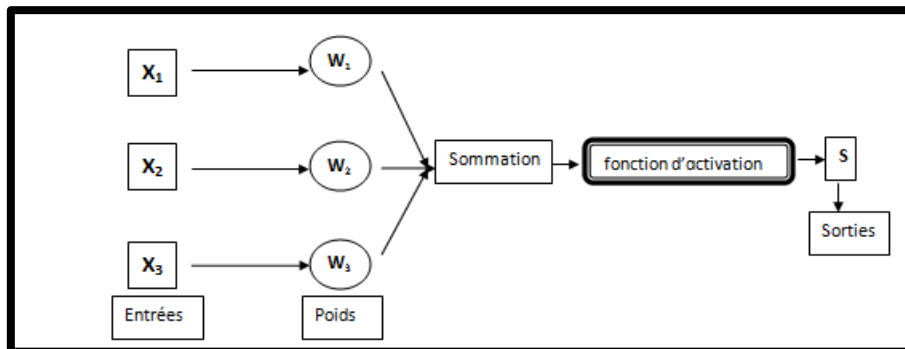 X₁
W₁
X₂
W₂
Sommation
fonction d'activation
S
Sorties
X₃
W₃
Entrées
Poids